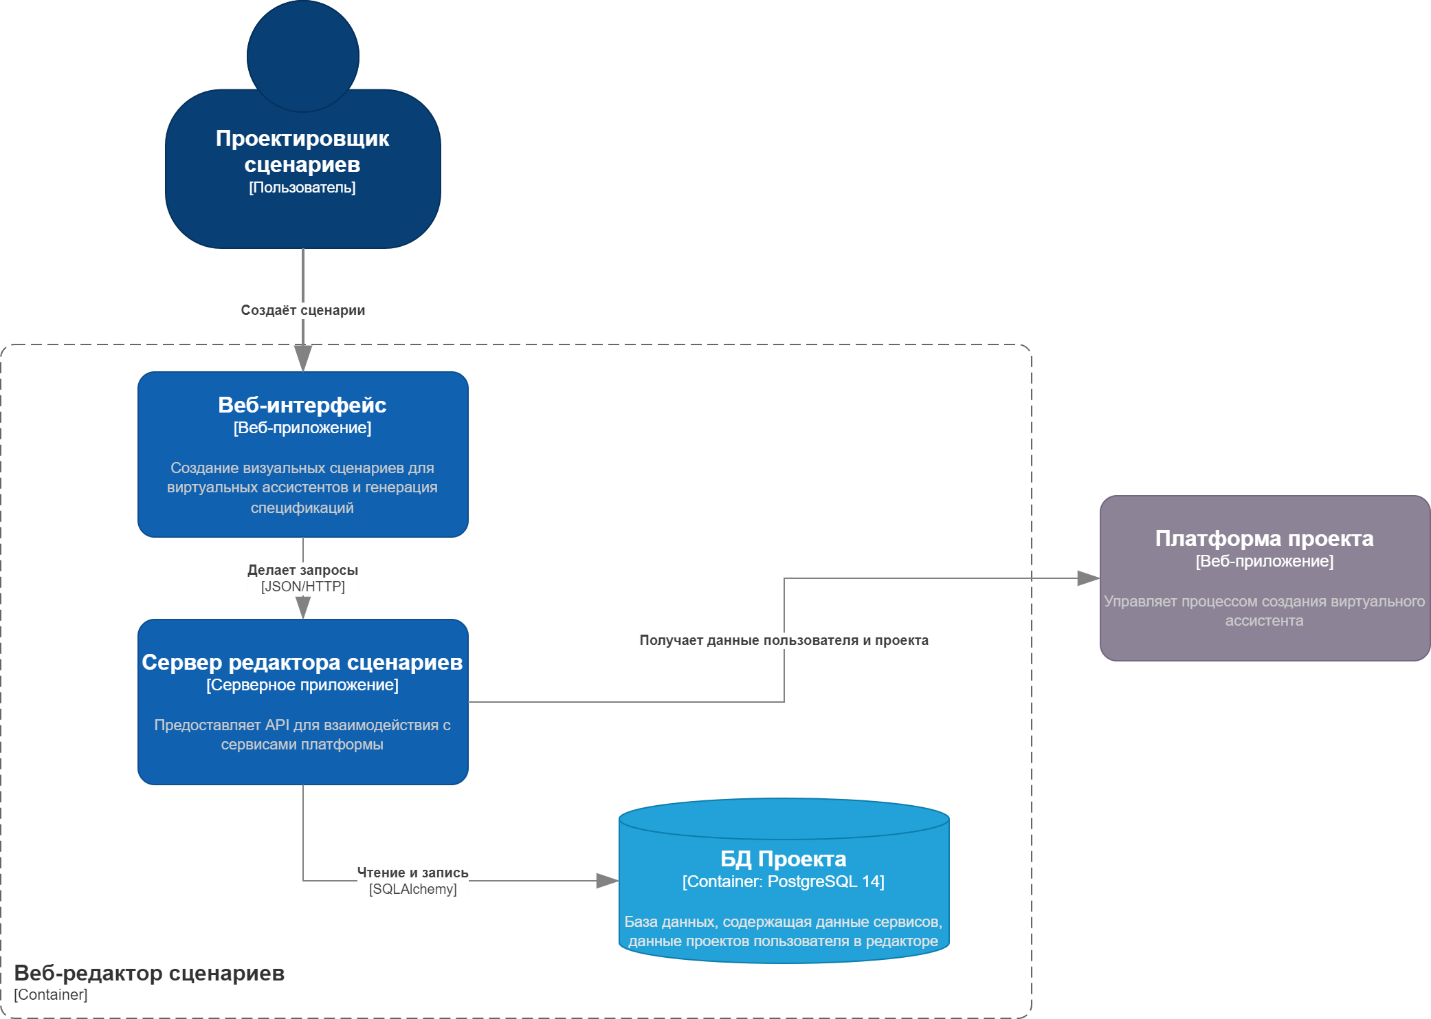 Проектировщик
сценариев
[Пользователь]
Создаёт сценарии
Веб-интерфейс
[Веб-приложение]
Создание визуальных сценариев для
виртуальных ассистентов и генерация
спецификаций
Делает запросы
[JSON/HTTP]
Платформа проекта
[Веб-приложение]
Управляет процессом создания виртуального
ассистента
Получает данные пользователя и проекта
Сервер редактора сценариев
[Серверное приложение]
Предоставляет API для взаимодействия с
сервисами платформы
Чтение и запись
[SQLAlchemy]
БД Проекта
[Container: PostgreSQL 14]
База данных, содержащая данные сервисов,
данные проектов пользователя в редакторе
Веб-редактор сценариев
[Container]